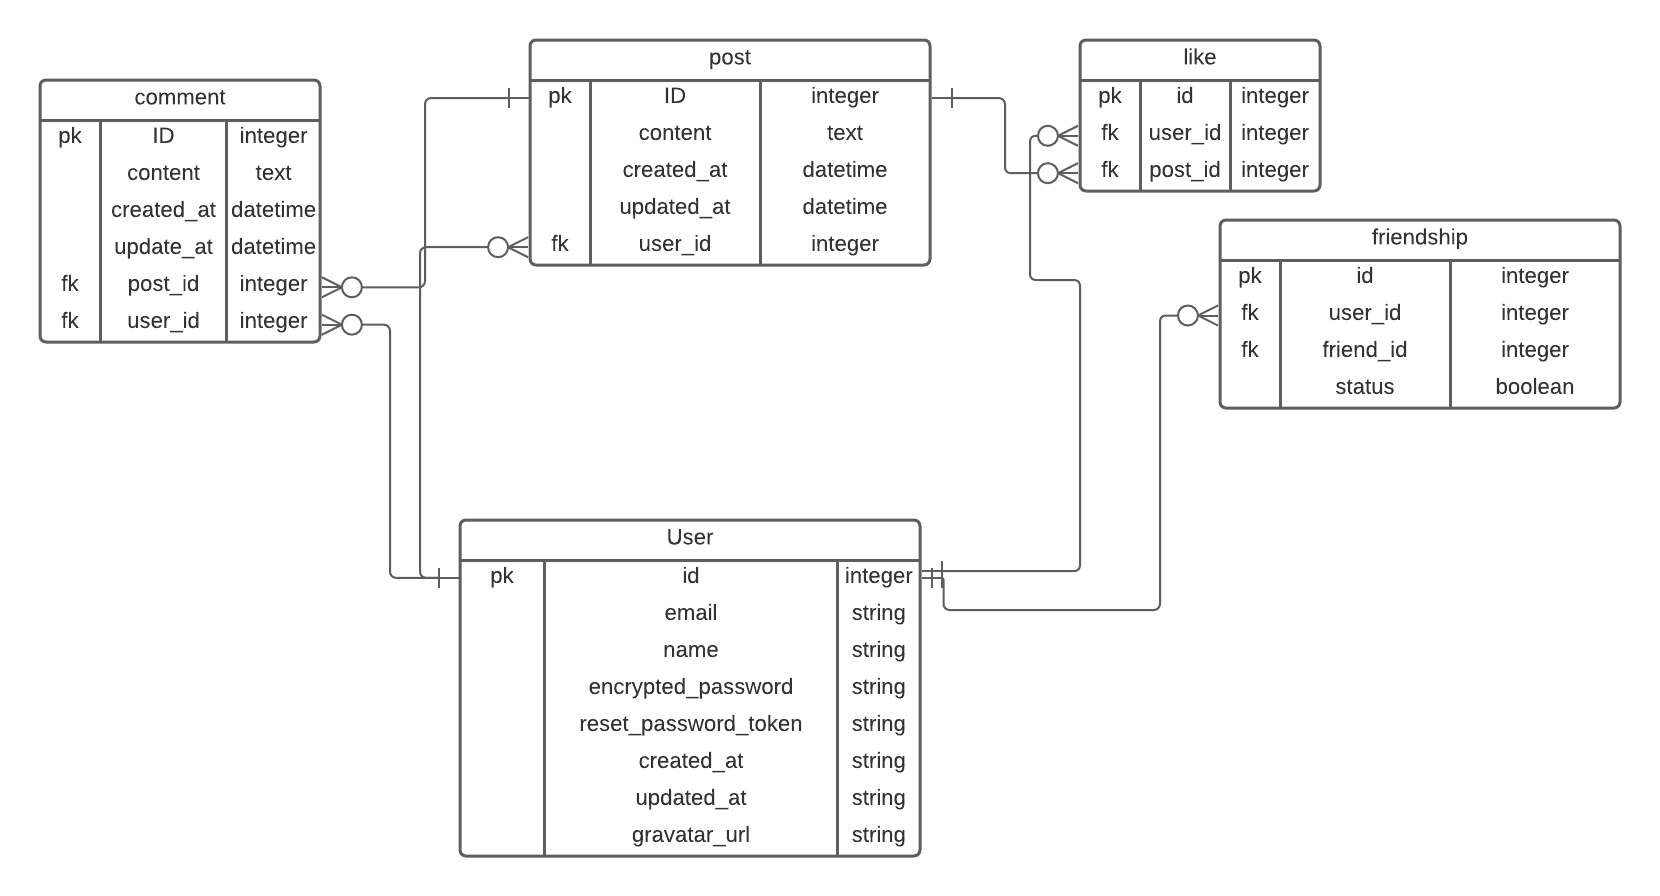 comment
pk ID integer
content text
created_at datetime
update_at datetime
fk post_id integer
fk user_id integer
post
pk ID integer
content text
created_at datetime
updated_at datetime
fk user_id integer
like
pk id integer
fk user_id integer
fk post_id integer
friendship
pk id integer
fk user_id integer
fk friend_id integer
status boolean
User
pk id integer
email string
name string
encrypted_password string
reset_password_token string
created_at string
updated_at string
gravatar_url string